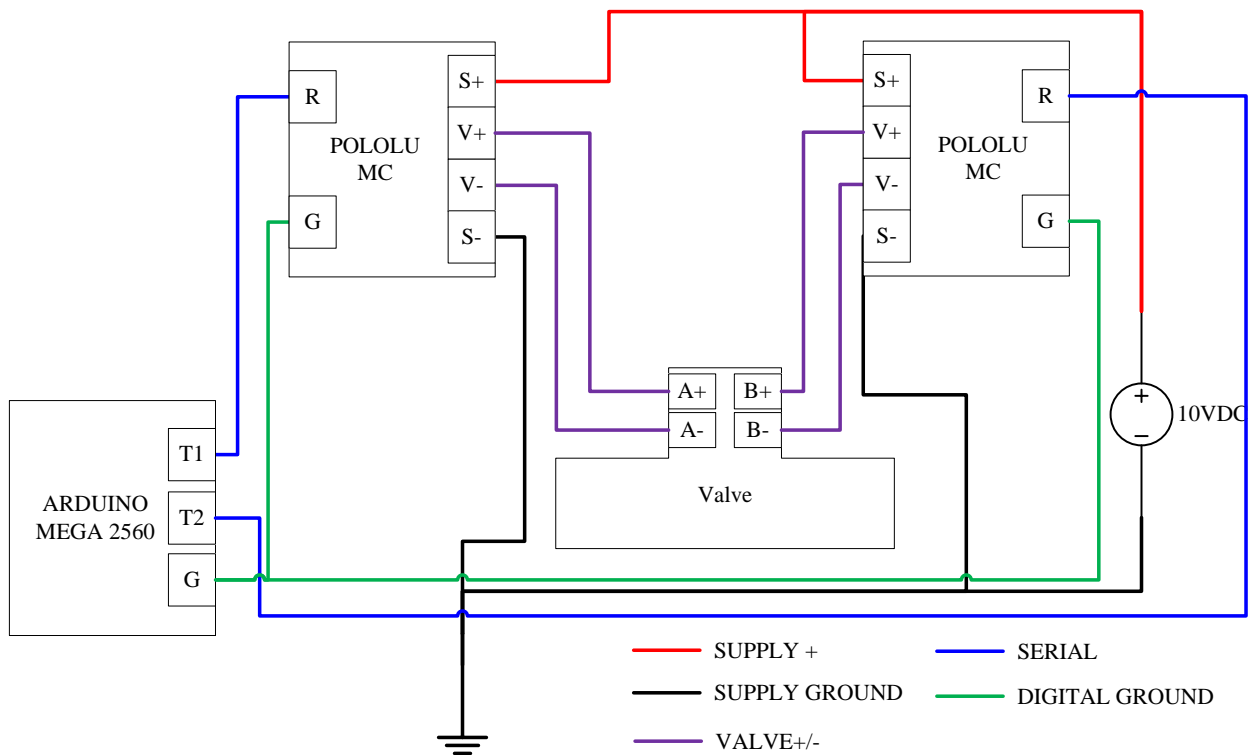 S+
S+
R
R
V+
V+
POLOLU
MC
POLOLU
MC
V-
V-
G
G
S-
S-
A+
B+
+
10VDC
A-
B-
−
T1
ARDUINO
MEGA 2560
T2
Valve
G
SUPPLY +
SERIAL
SUPPLY GROUND
DIGITAL GROUND
VALVE+/-